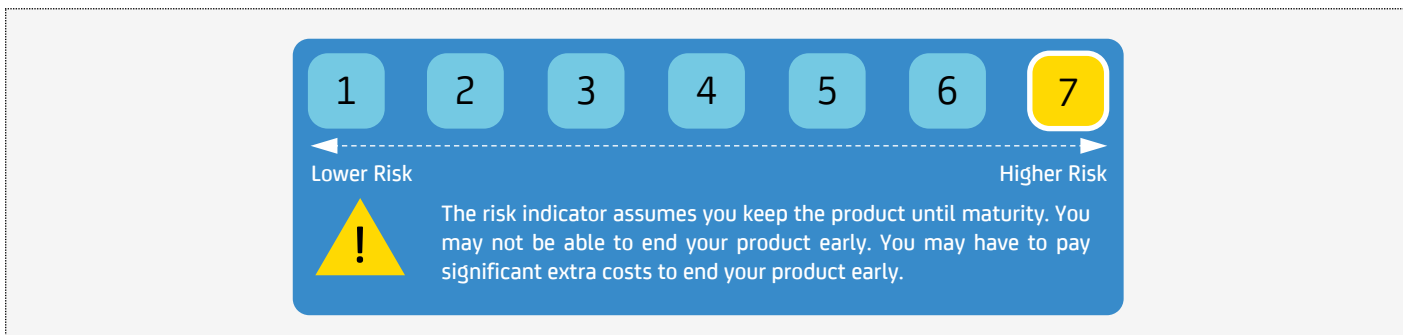 1 2 3 4 5 6 7
Lower Risk Higher Risk
!
The risk indicator assumes you keep the product until maturity. You
may not be able to end your product early. You may have to pay
significant extra costs to end your product early.